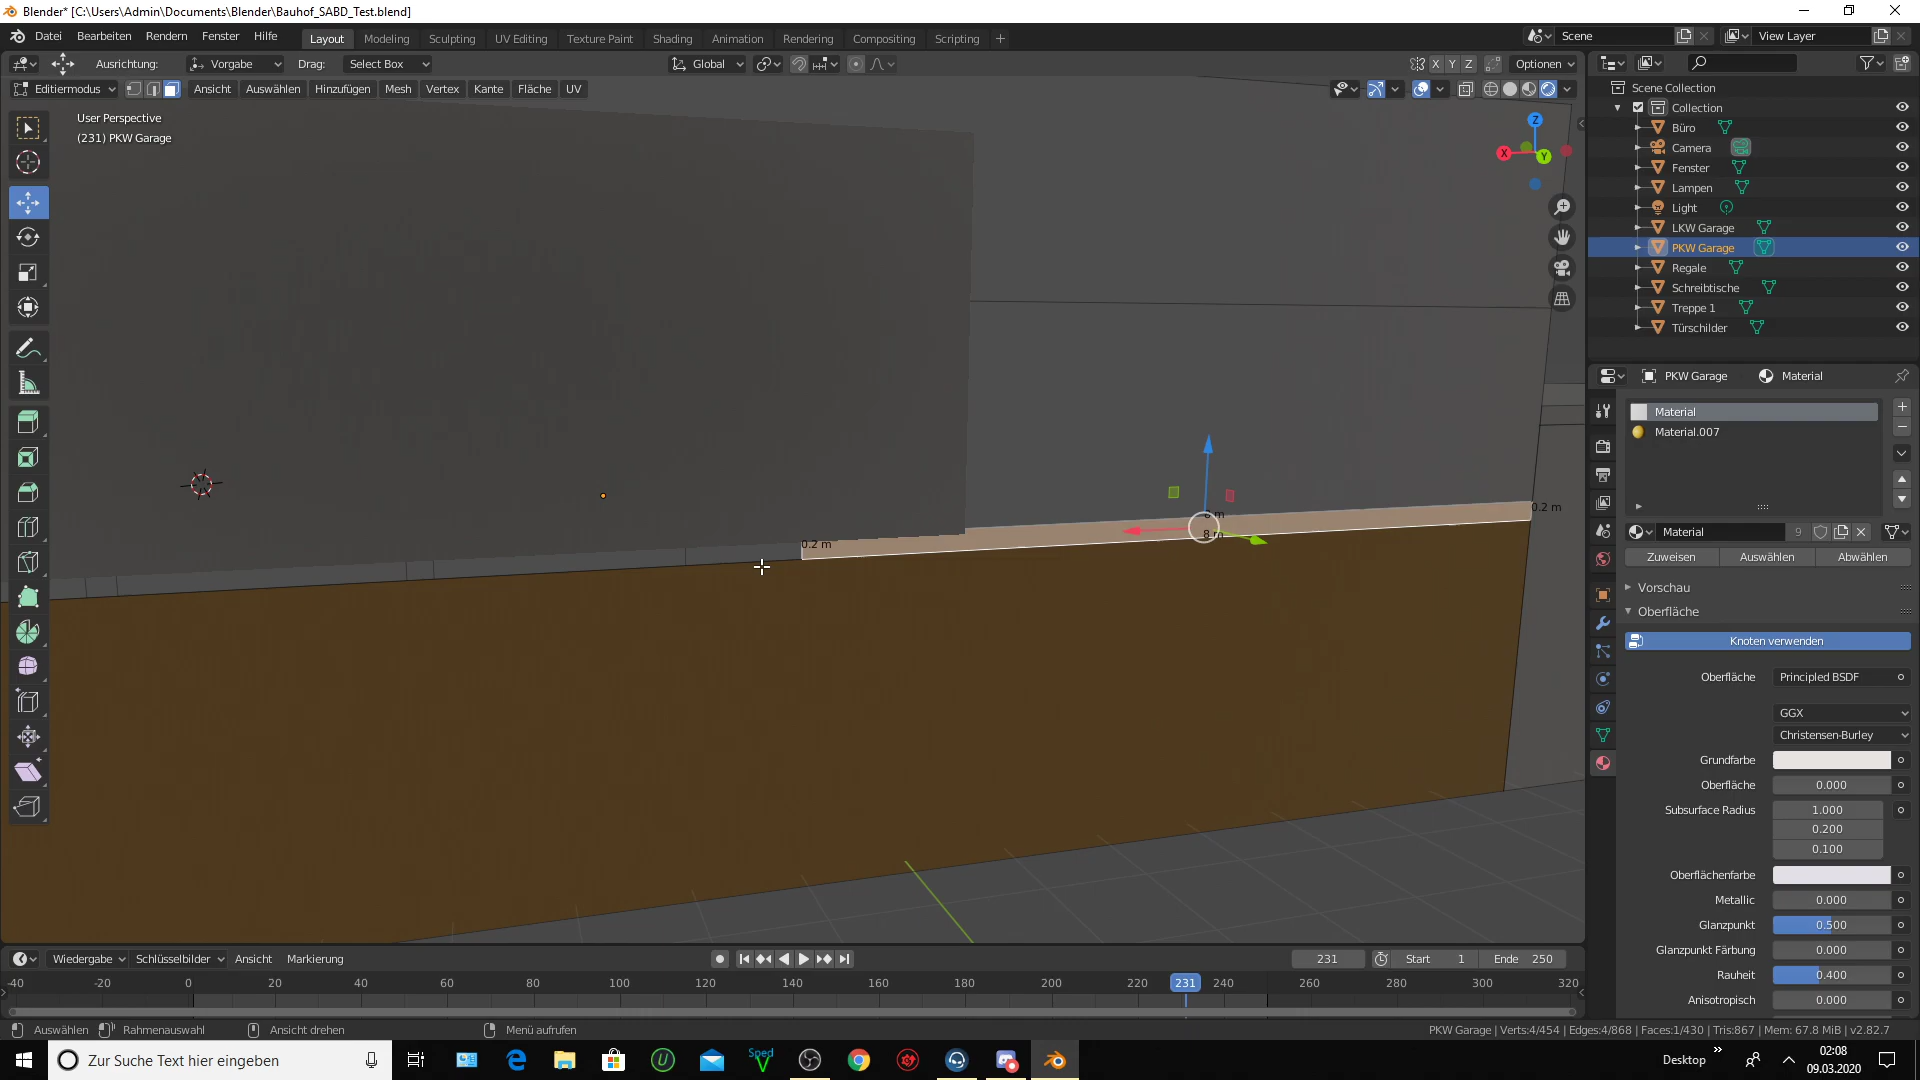 Blender* [C:\Users\Admin\Documents\Blender\Bauhof_SABD_Test.blend]
Datei Bearbeiten Rendern Fenster Hilfe Layout Modeling Sculpting UV Editing Texture Paint Shading Animation Rendering Compositing Scripting Scene View Layer
Ausrichtung: Vorgabe Drag: Select Box Global X Y Z Optionen
Editiermodus Ansicht Auswählen Hinzufügen Mesh Vertex Kante Fläche UV
User Perspective
(231) PKW Garage
Z
X
Y
0.2 m
8 m
8 m
0.2 m
Scene Collection
Collection
Büro
Camera
Fenster
Lampen
Light
LKW Garage
PKW Garage
Regale
Schreibtische
Treppe 1
Türschilder
PKW Garage Material
Material
Material.007
Material 9
Zuweisen Auswählen Abwählen
Vorschau
Oberfläche
Knoten verwenden
Oberfläche Principled BSDF
GGX
Christensen-Burley
Grundfarbe
Oberfläche 0.000
Subsurface Radius 1.000
0.200
0.100
Oberflächenfarbe
Metallic 0.000
Glanzpunkt 0.500
Glanzpunkt Färbung 0.000
Rauheit 0.400
Anisotropisch 0.000
Wiedergabe Schlüsselbilder Ansicht Markierung 231 Start 1 Ende 250
-40 -20 0 20 40 60 80 100 120 140 160 180 200 220 231 240 260 280 300 320
Auswählen Rahmenauswahl Ansicht drehen Menü aufrufen PKW Garage | Verts:4/454 | Edges:4/868 | Faces:1/430 | Tris:867 | Mem: 67.8 MiB | v2.82.7
Zur Suche Text hier eingeben Sped V Desktop 02:08
09.03.2020